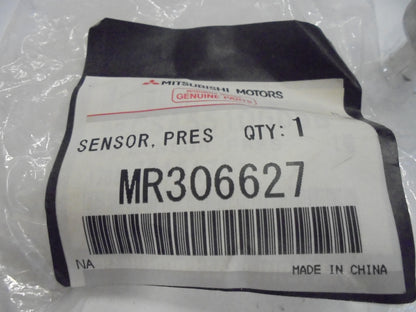 MITSUBISHI MOTORS
GENUINE PARTS
SENSOR, PRES QTY: 1
MR306627
NA MADE IN CHINA